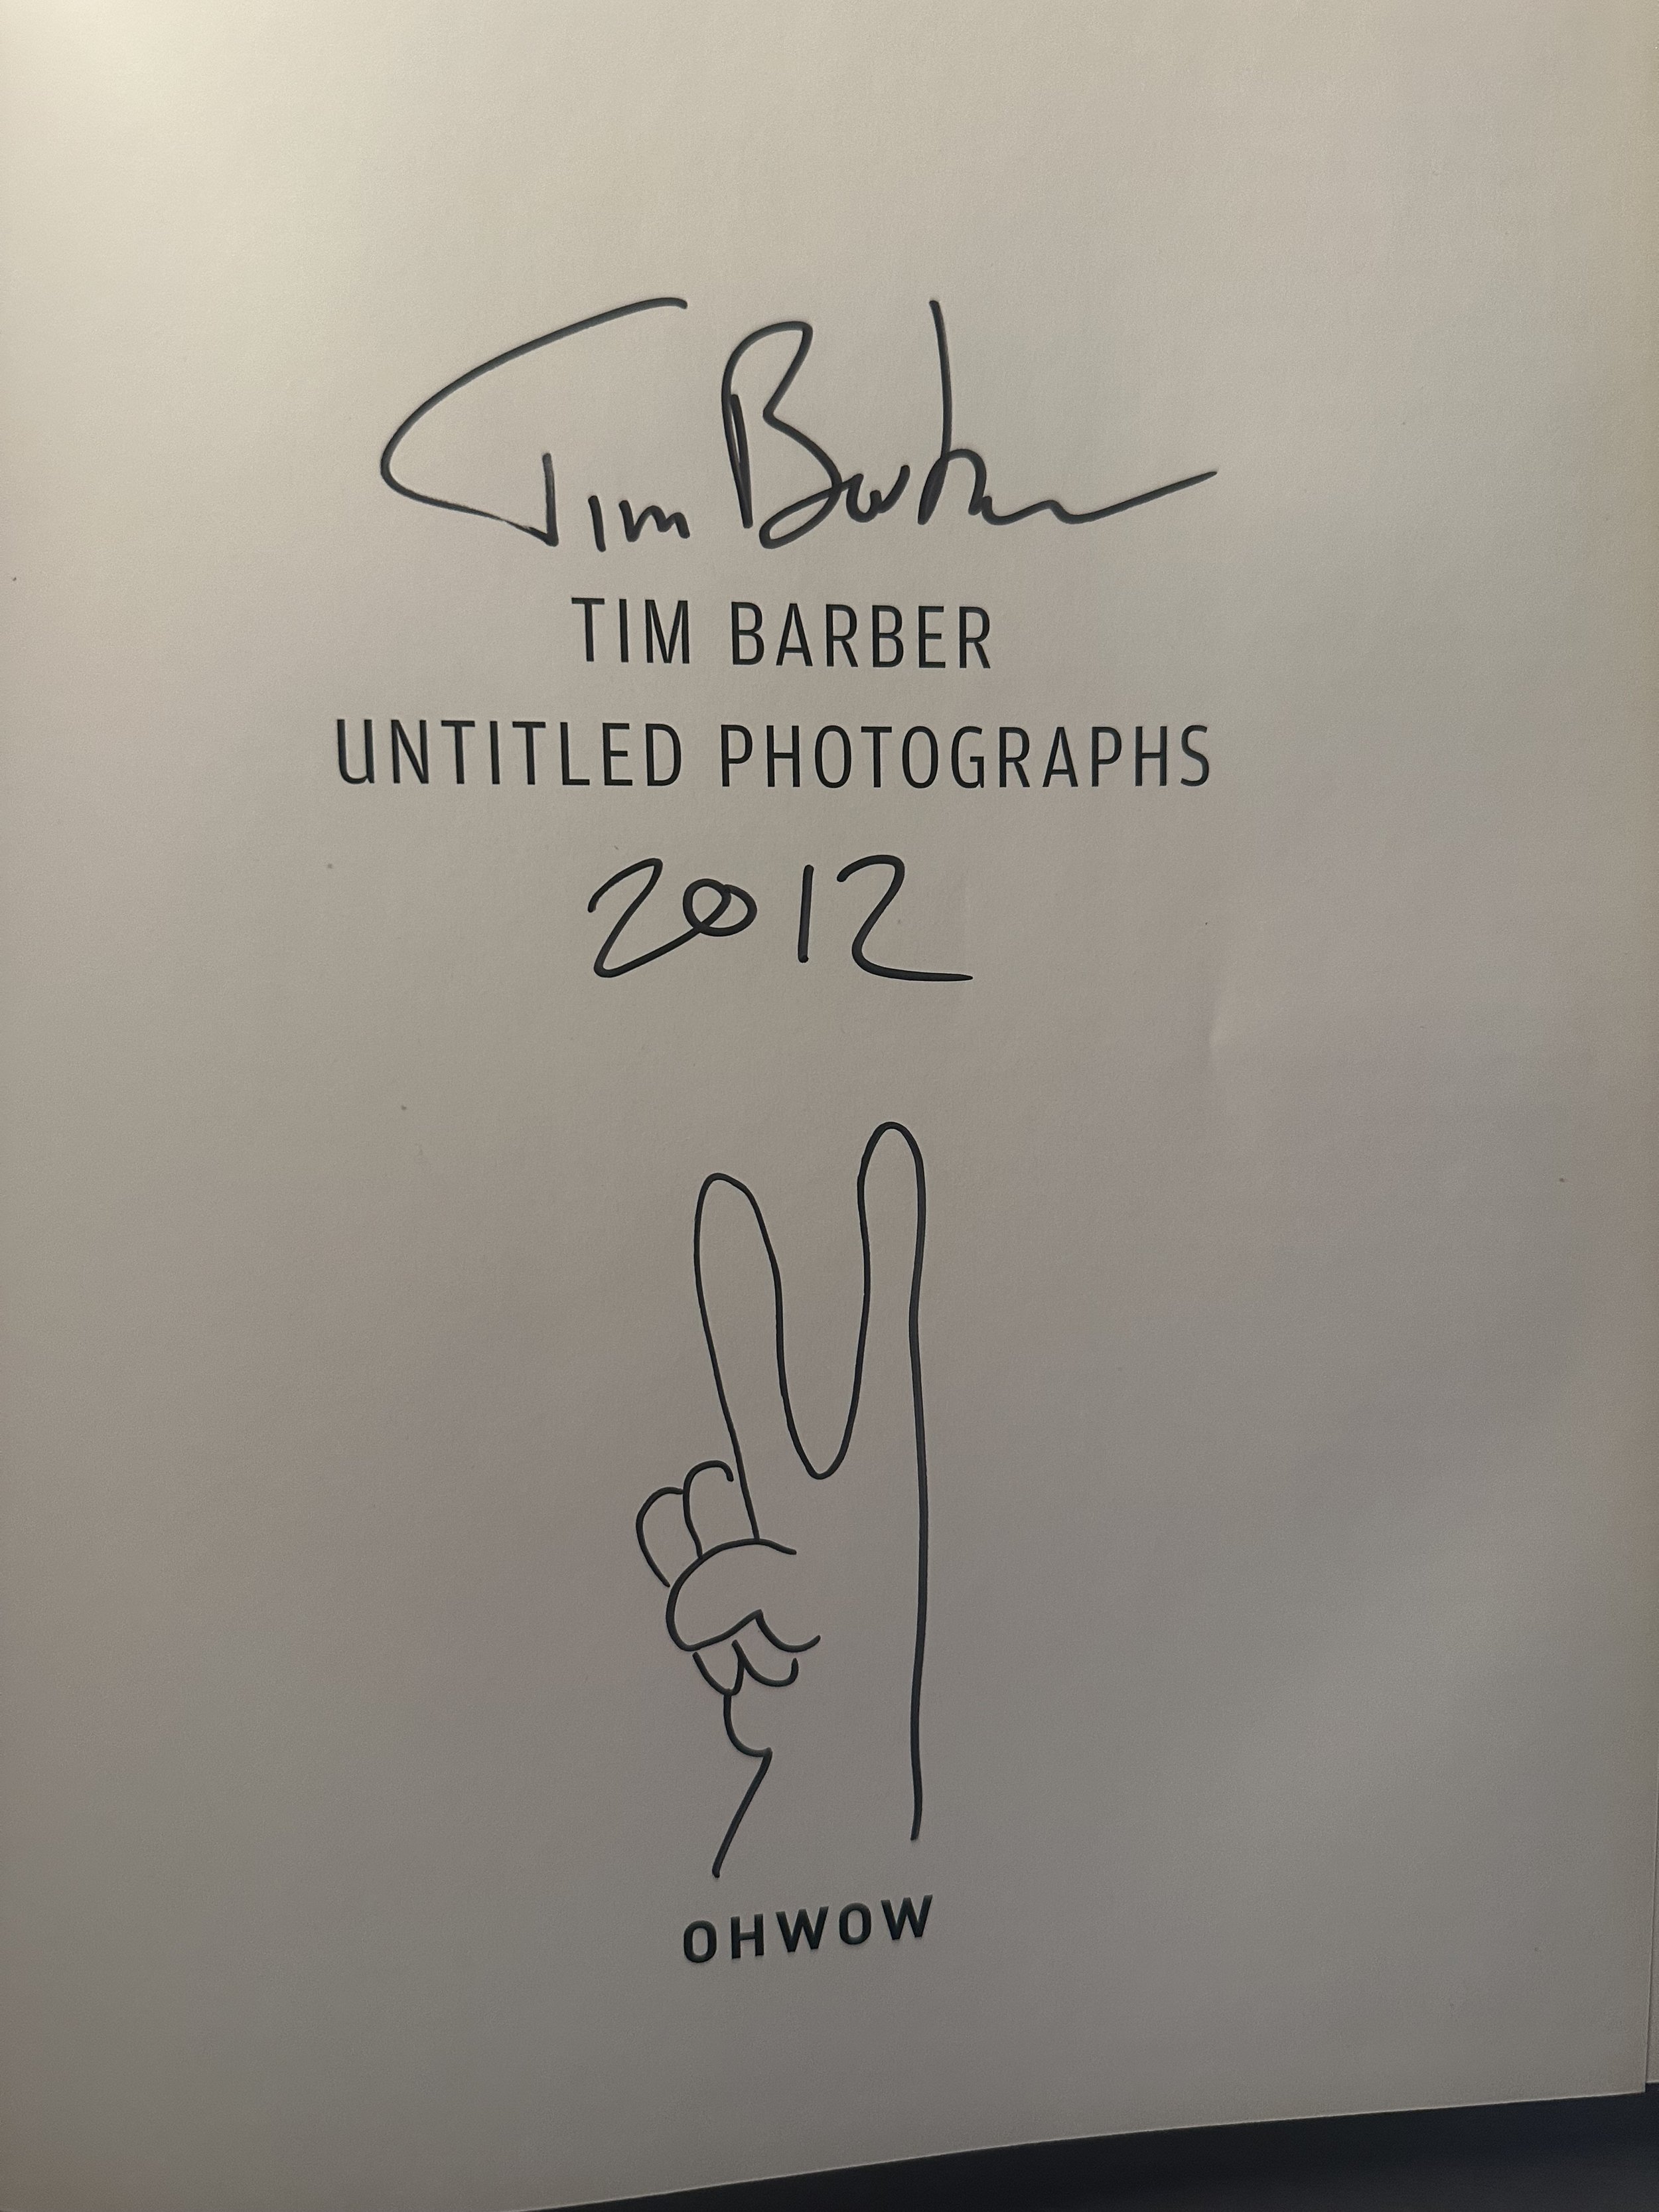 Tim Barber
TIM BARBER
UNTITLED PHOTOGRAPHS
2012
OHWOW